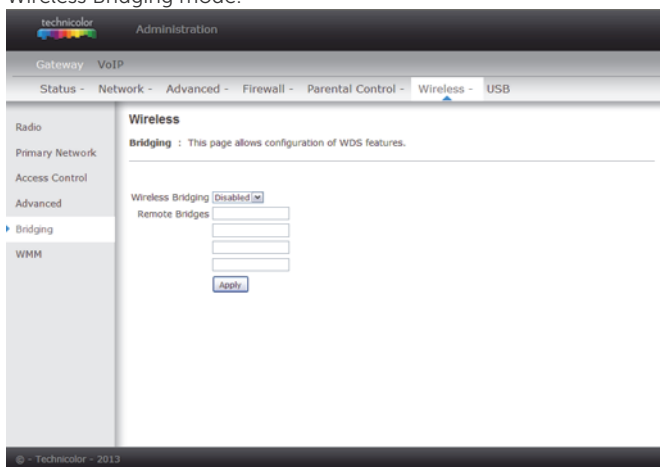 Wireless Bridging mode.
technicolor
Administration
Gateway VoIP
Status - Network - Advanced - Firewall - Parental Control - Wireless - USB
Radio
Primary Network
Access Control
Advanced
Bridging
WMM
Wireless
Bridging : This page allows configuration of WDS features.
Wireless Bridging Disabled
Remote Bridges
Apply
© - Technicolor - 2013